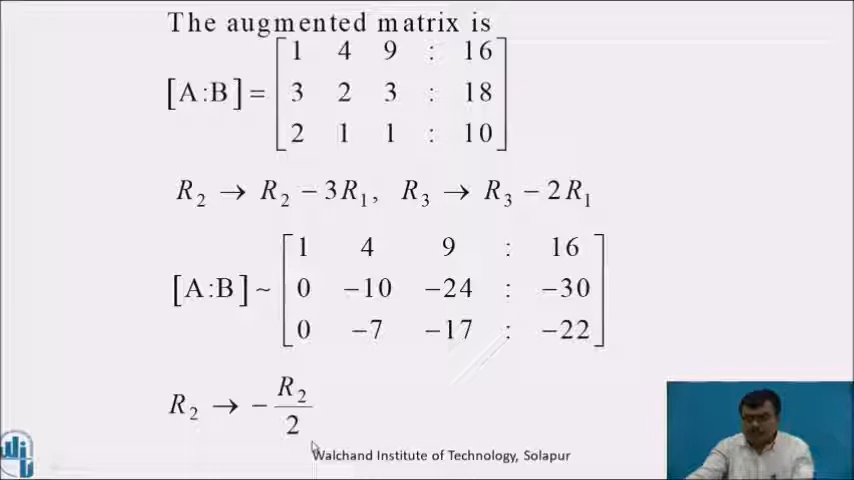 The augmented matrix is
[A:B] = [1 4 9 : 16
3 2 3 : 18
2 1 1 : 10]
R₂ → R₂ − 3R₁, R₃ → R₃ − 2R₁
[A:B] ~ [1 4 9 : 16
0 −10 −24 : −30
0 −7 −17 : −22]
R₂ → − R₂/2
Walchand Institute of Technology, Solapur